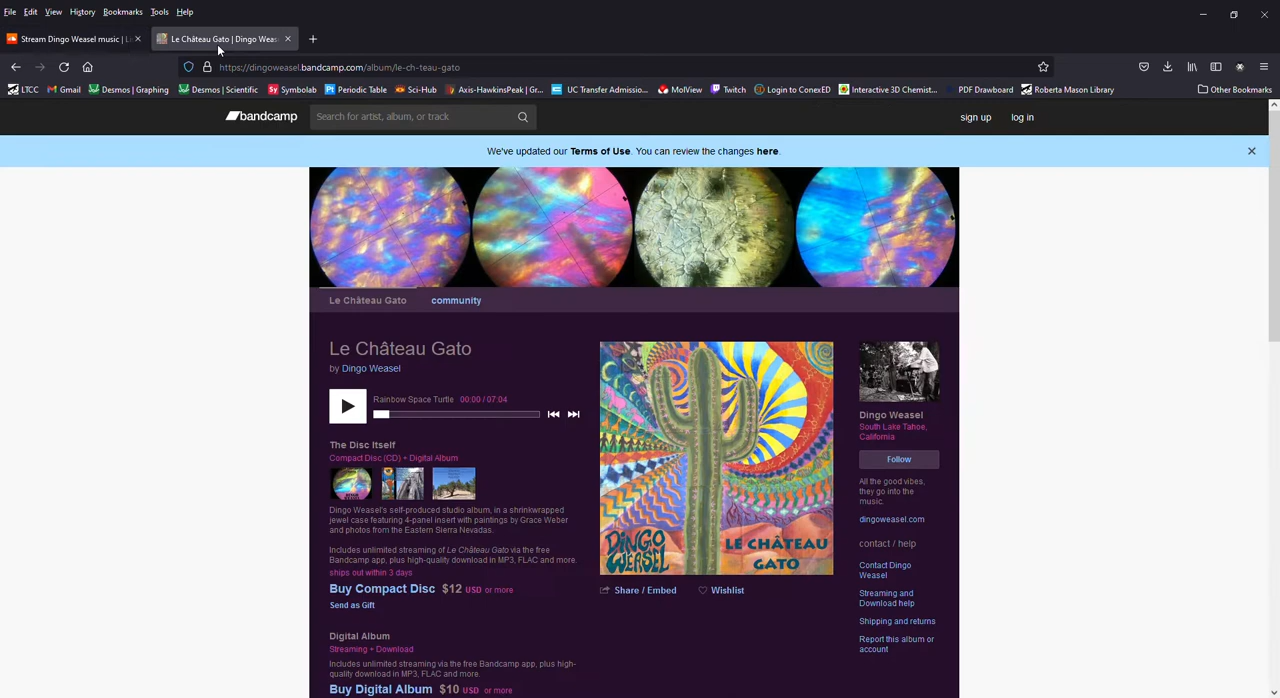 File Edit View History Bookmarks Tools Help
Stream Dingo Weasel music | Li
Le Château Gato | Dingo Weas
https://dingoweasel.bandcamp.com/album/le-ch-teau-gato
LTCC Gmail Desmos | Graphing Desmos | Scientific Symbolab Periodic Table Sci-Hub Axis-HawkinsPeak | Gr... UC Transfer Admissio... MolView Twitch Login to ConexED Interactive 3D Chemist... PDF Drawboard Roberta Mason Library Other Bookmarks
bandcamp
Search for artist, album, or track
sign up log in
We've updated our Terms of Use. You can review the changes here.
Le Château Gato community
Le Château Gato
by Dingo Weasel
Rainbow Space Turtle 00:00 / 07:04
The Disc Itself
Compact Disc (CD) + Digital Album
Dingo Weasel's self-produced studio album, in a shrinkwrapped
jewel case featuring 4-panel insert with paintings by Grace Weber
and photos from the Eastern Sierra Nevadas.
Includes unlimited streaming of Le Château Gato via the free
Bandcamp app, plus high-quality download in MP3, FLAC and more.
ships out within 3 days
Buy Compact Disc $12 USD or more
Send as Gift
Digital Album
Streaming + Download
Includes unlimited streaming via the free Bandcamp app, plus high-
quality download in MP3, FLAC and more.
Buy Digital Album $10 USD or more
DINGO
WEASEL
LE CHÂTEAU
GATO
Share / Embed Wishlist
Dingo Weasel
South Lake Tahoe,
California
Follow
All the good vibes,
they go into the
music.
dingoweasel.com
contact / help
Contact Dingo
Weasel
Streaming and
Download help
Shipping and returns
Report this album or
account